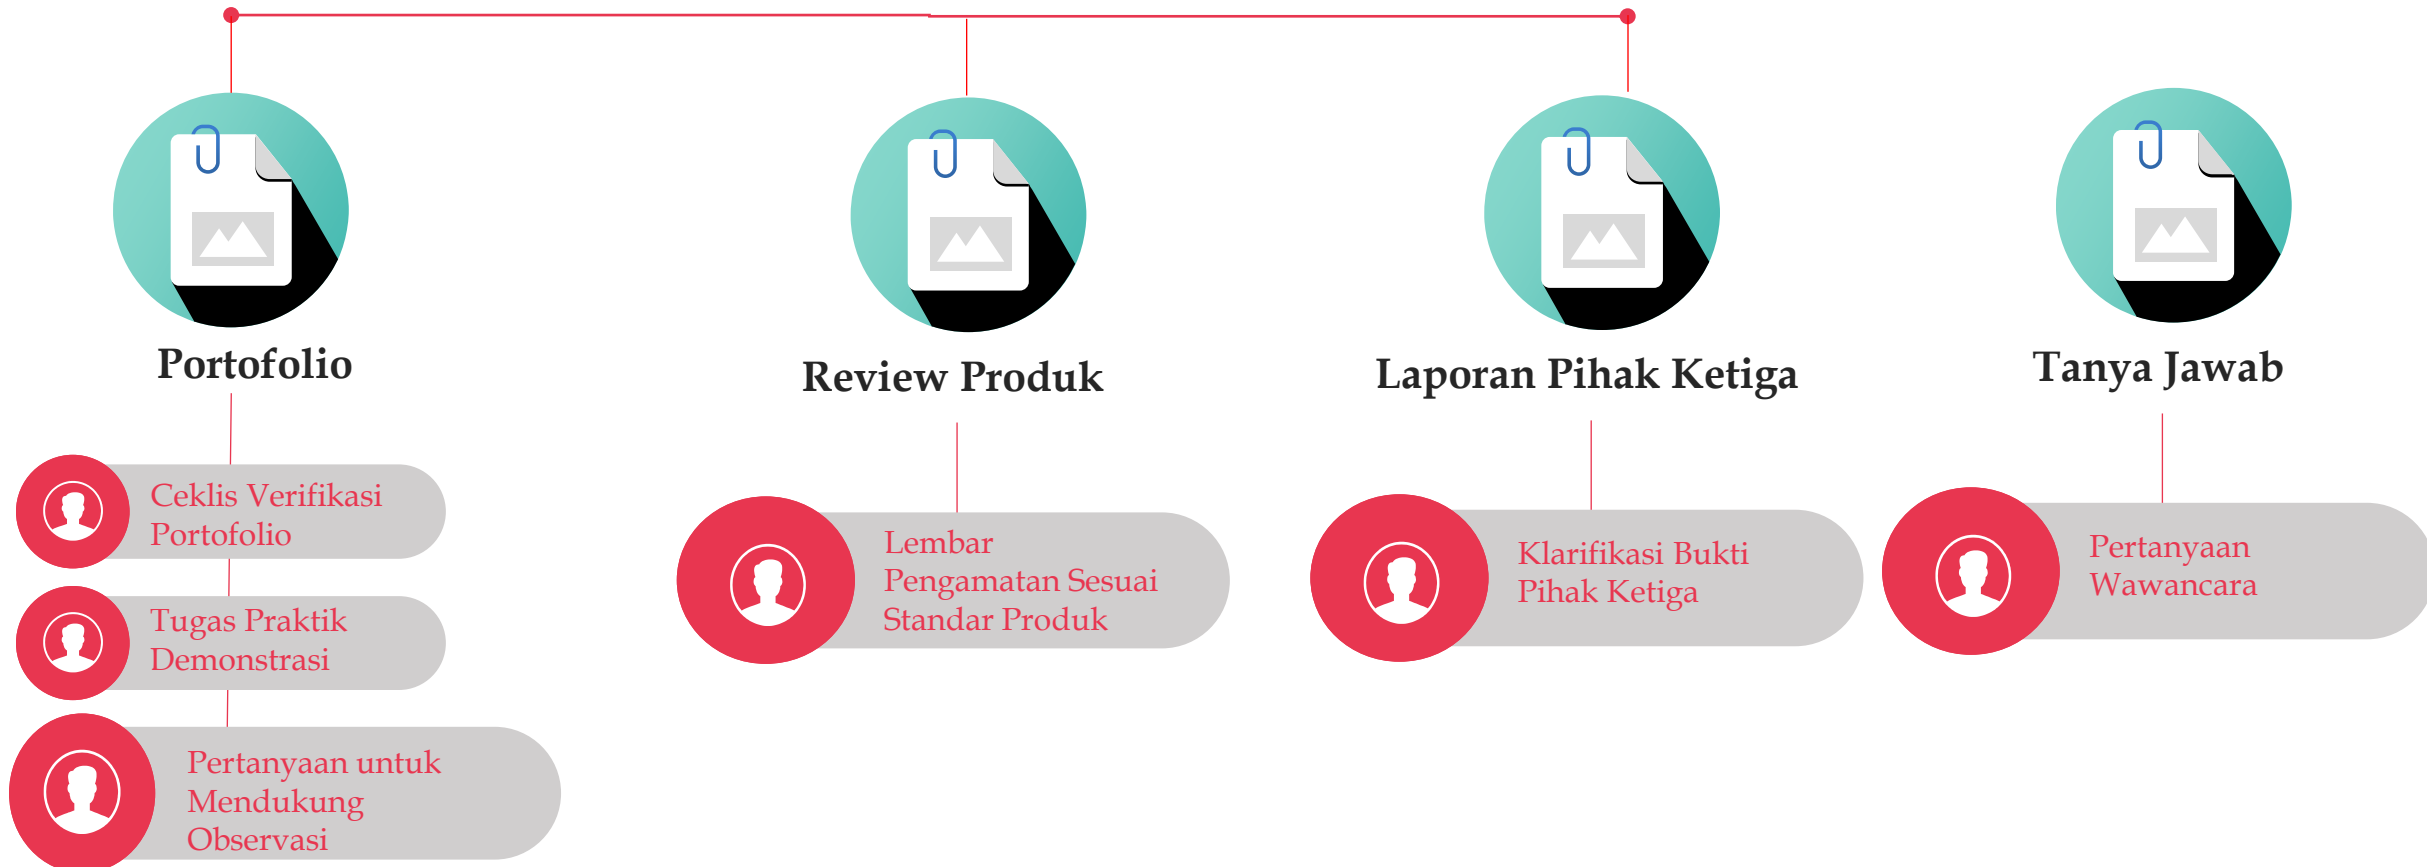 Portofolio
Ceklis Verifikasi
Portofolio
Tugas Praktik
Demonstrasi
Pertanyaan untuk
Mendukung
Observasi
Review Produk
Lembar
Pengamatan Sesuai
Standar Produk
Laporan Pihak Ketiga
Klarifikasi Bukti
Pihak Ketiga
Tanya Jawab
Pertanyaan
Wawancara